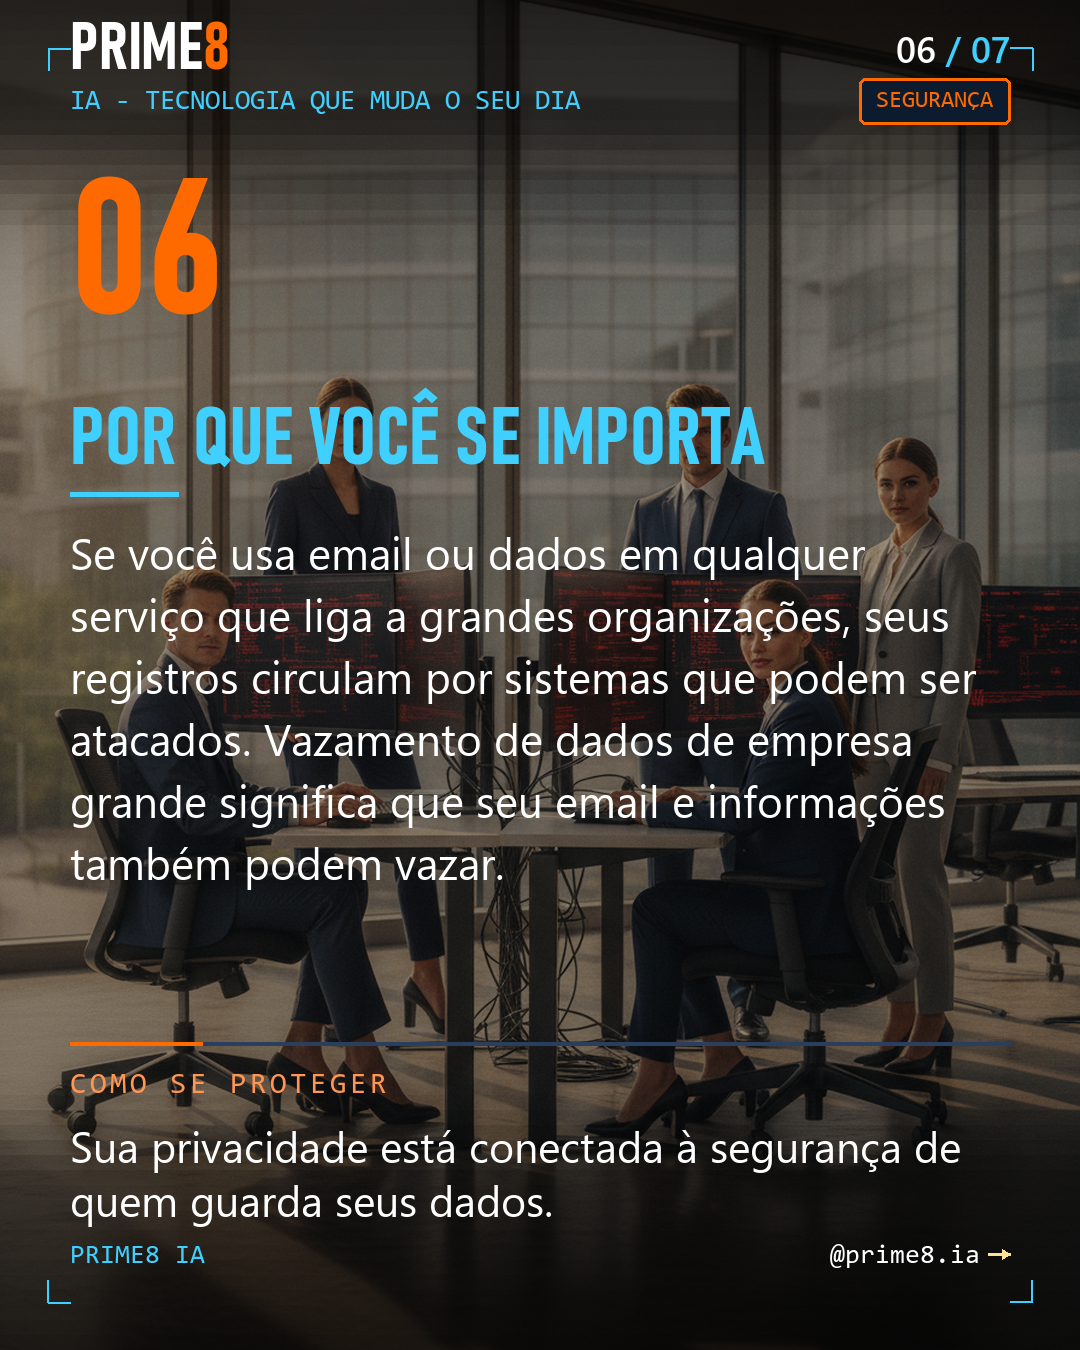 PRIME8
06 / 07
IA - TECNOLOGIA QUE MUDA O SEU DIA
SEGURANÇA
06
POR QUE VOCÊ SE IMPORTA
Se você usa email ou dados em qualquer
serviço que liga a grandes organizações, seus
registros circulam por sistemas que podem ser
atacados. Vazamento de dados de empresa
grande significa que seu email e informações
também podem vazar.
COMO SE PROTEGER
Sua privacidade está conectada à segurança de
quem guarda seus dados.
PRIME8 IA
@prime8.ia